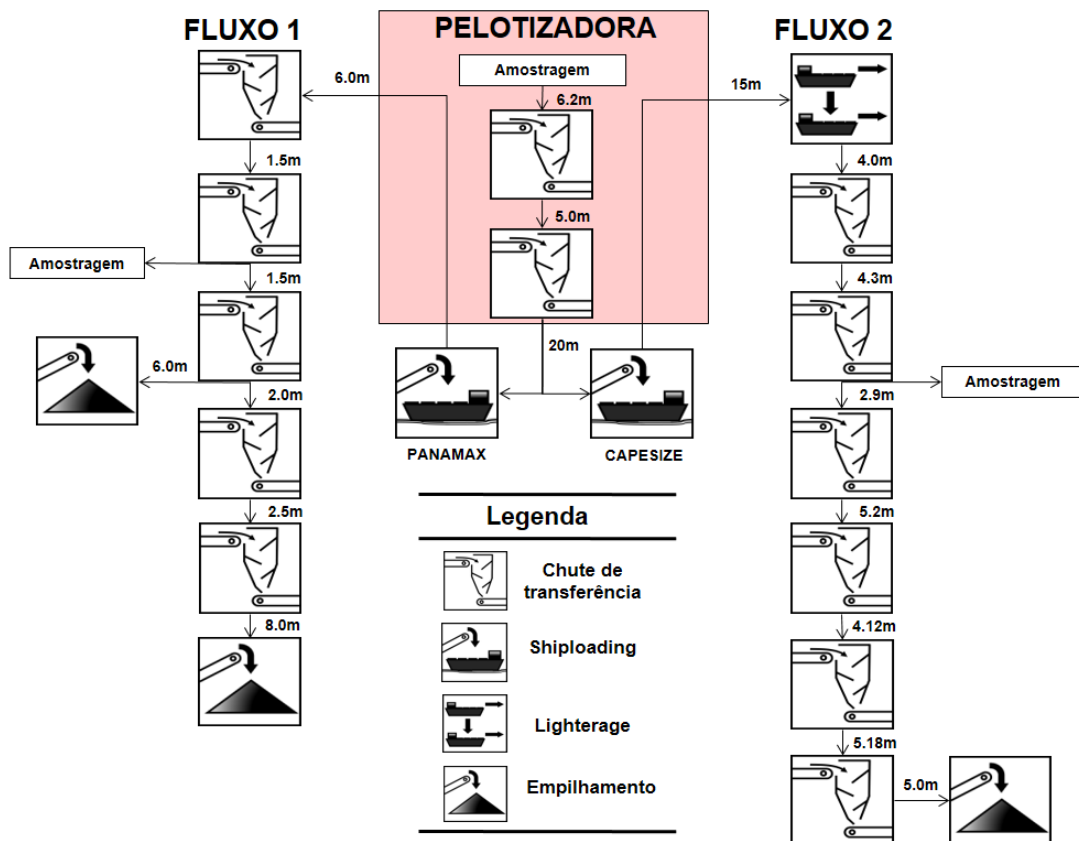 FLUXO 1
PELOTIZADORA
FLUXO 2
Amostragem
6.0m
6.2m
15m
1.5m
5.0m
4.0m
Amostragem
1.5m
4.3m
6.0m
20m
Amostragem
2.0m
2.9m
PANAMAX
CAPESIZE
2.5m
5.2m
Legenda
Chute de
transferência
8.0m
4.12m
Shiploading
Lighterage
5.18m
Empilhamento
5.0m